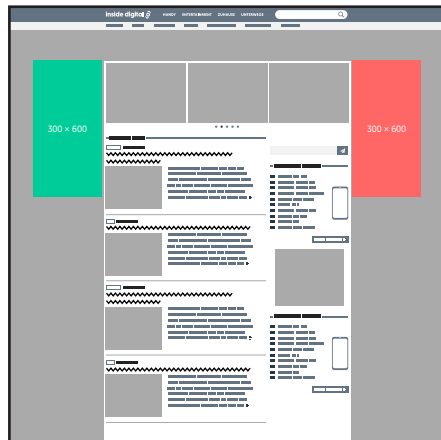 inside digital
HANDY ENTERTAINMENT ZUHAUSE UNTERWEGS
300 × 600
300 × 600